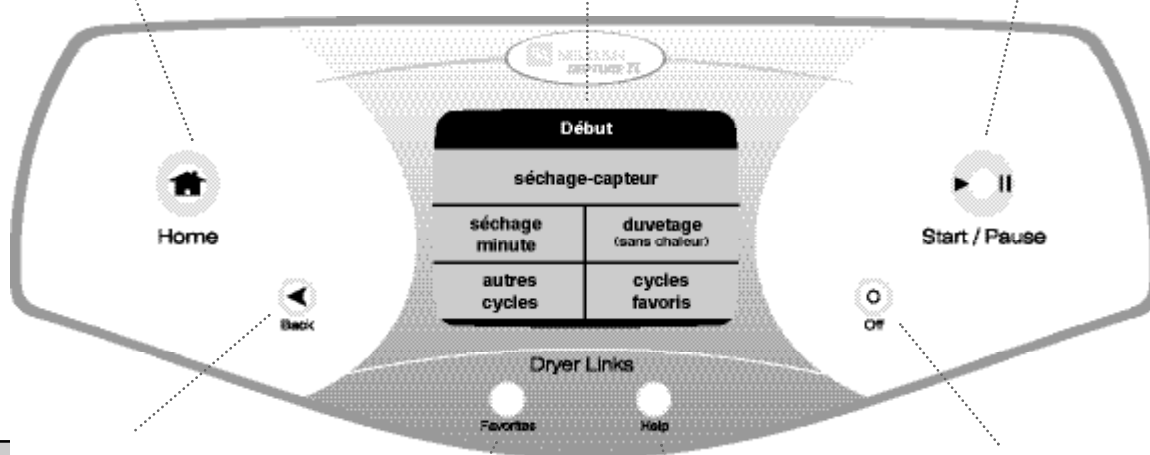 Début
séchage-capteur
séchage
minute
duvetage
(sans chaleur)
autres
cycles
cycles
favoris
Home
Start / Pause
Back
Off
Dryer Links
Favorites
Help